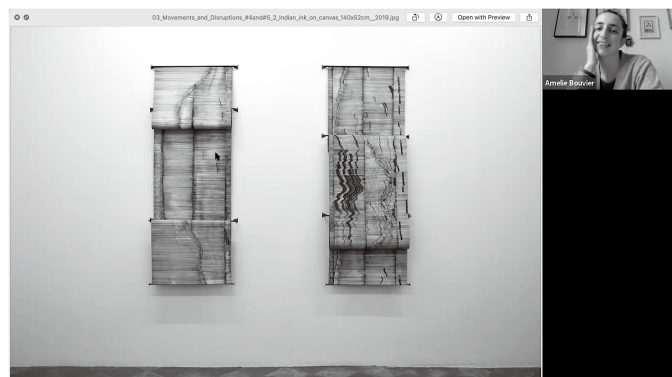 03_Movements_and_Disruptions_#4and#5_2_Indian_ink_on_canvas_140x52cm__2019.jpg
Open with Preview
Amelie Bouvier